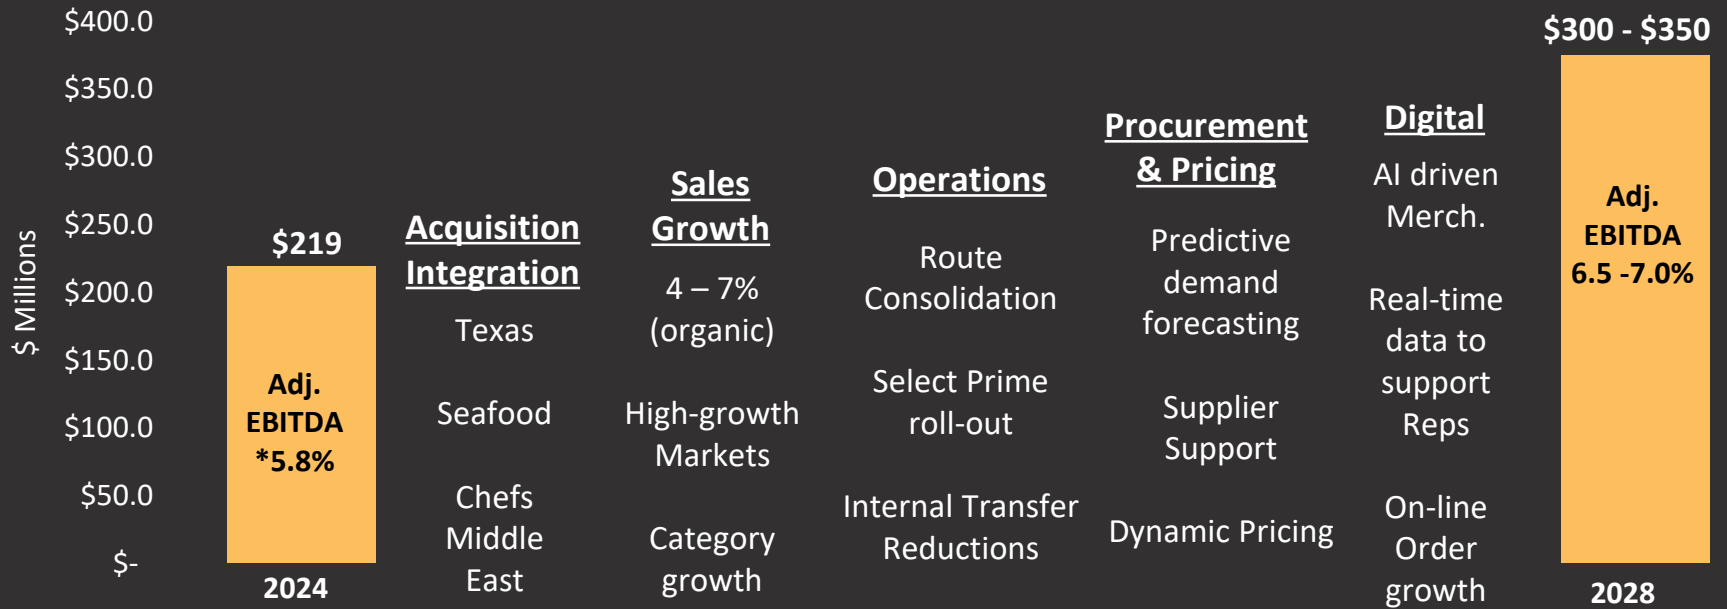 $ Millions
$400.0
$350.0
$300.0
$250.0
$200.0
$150.0
$100.0
$50.0
$-
$219
Adj.
EBITDA
*5.8%
2024
Acquisition
Integration
Texas
Seafood
Chefs
Middle
East
Sales
Growth
4 – 7%
(organic)
High-growth
Markets
Category
growth
Operations
Route
Consolidation
Select Prime
roll-out
Internal Transfer
Reductions
Procurement
& Pricing
Predictive
demand
forecasting
Supplier
Support
Dynamic Pricing
Digital
AI driven
Merch.
Real-time
data to
support
Reps
On-line
Order
growth
$300 - $350
Adj.
EBITDA
6.5 -7.0%
2028